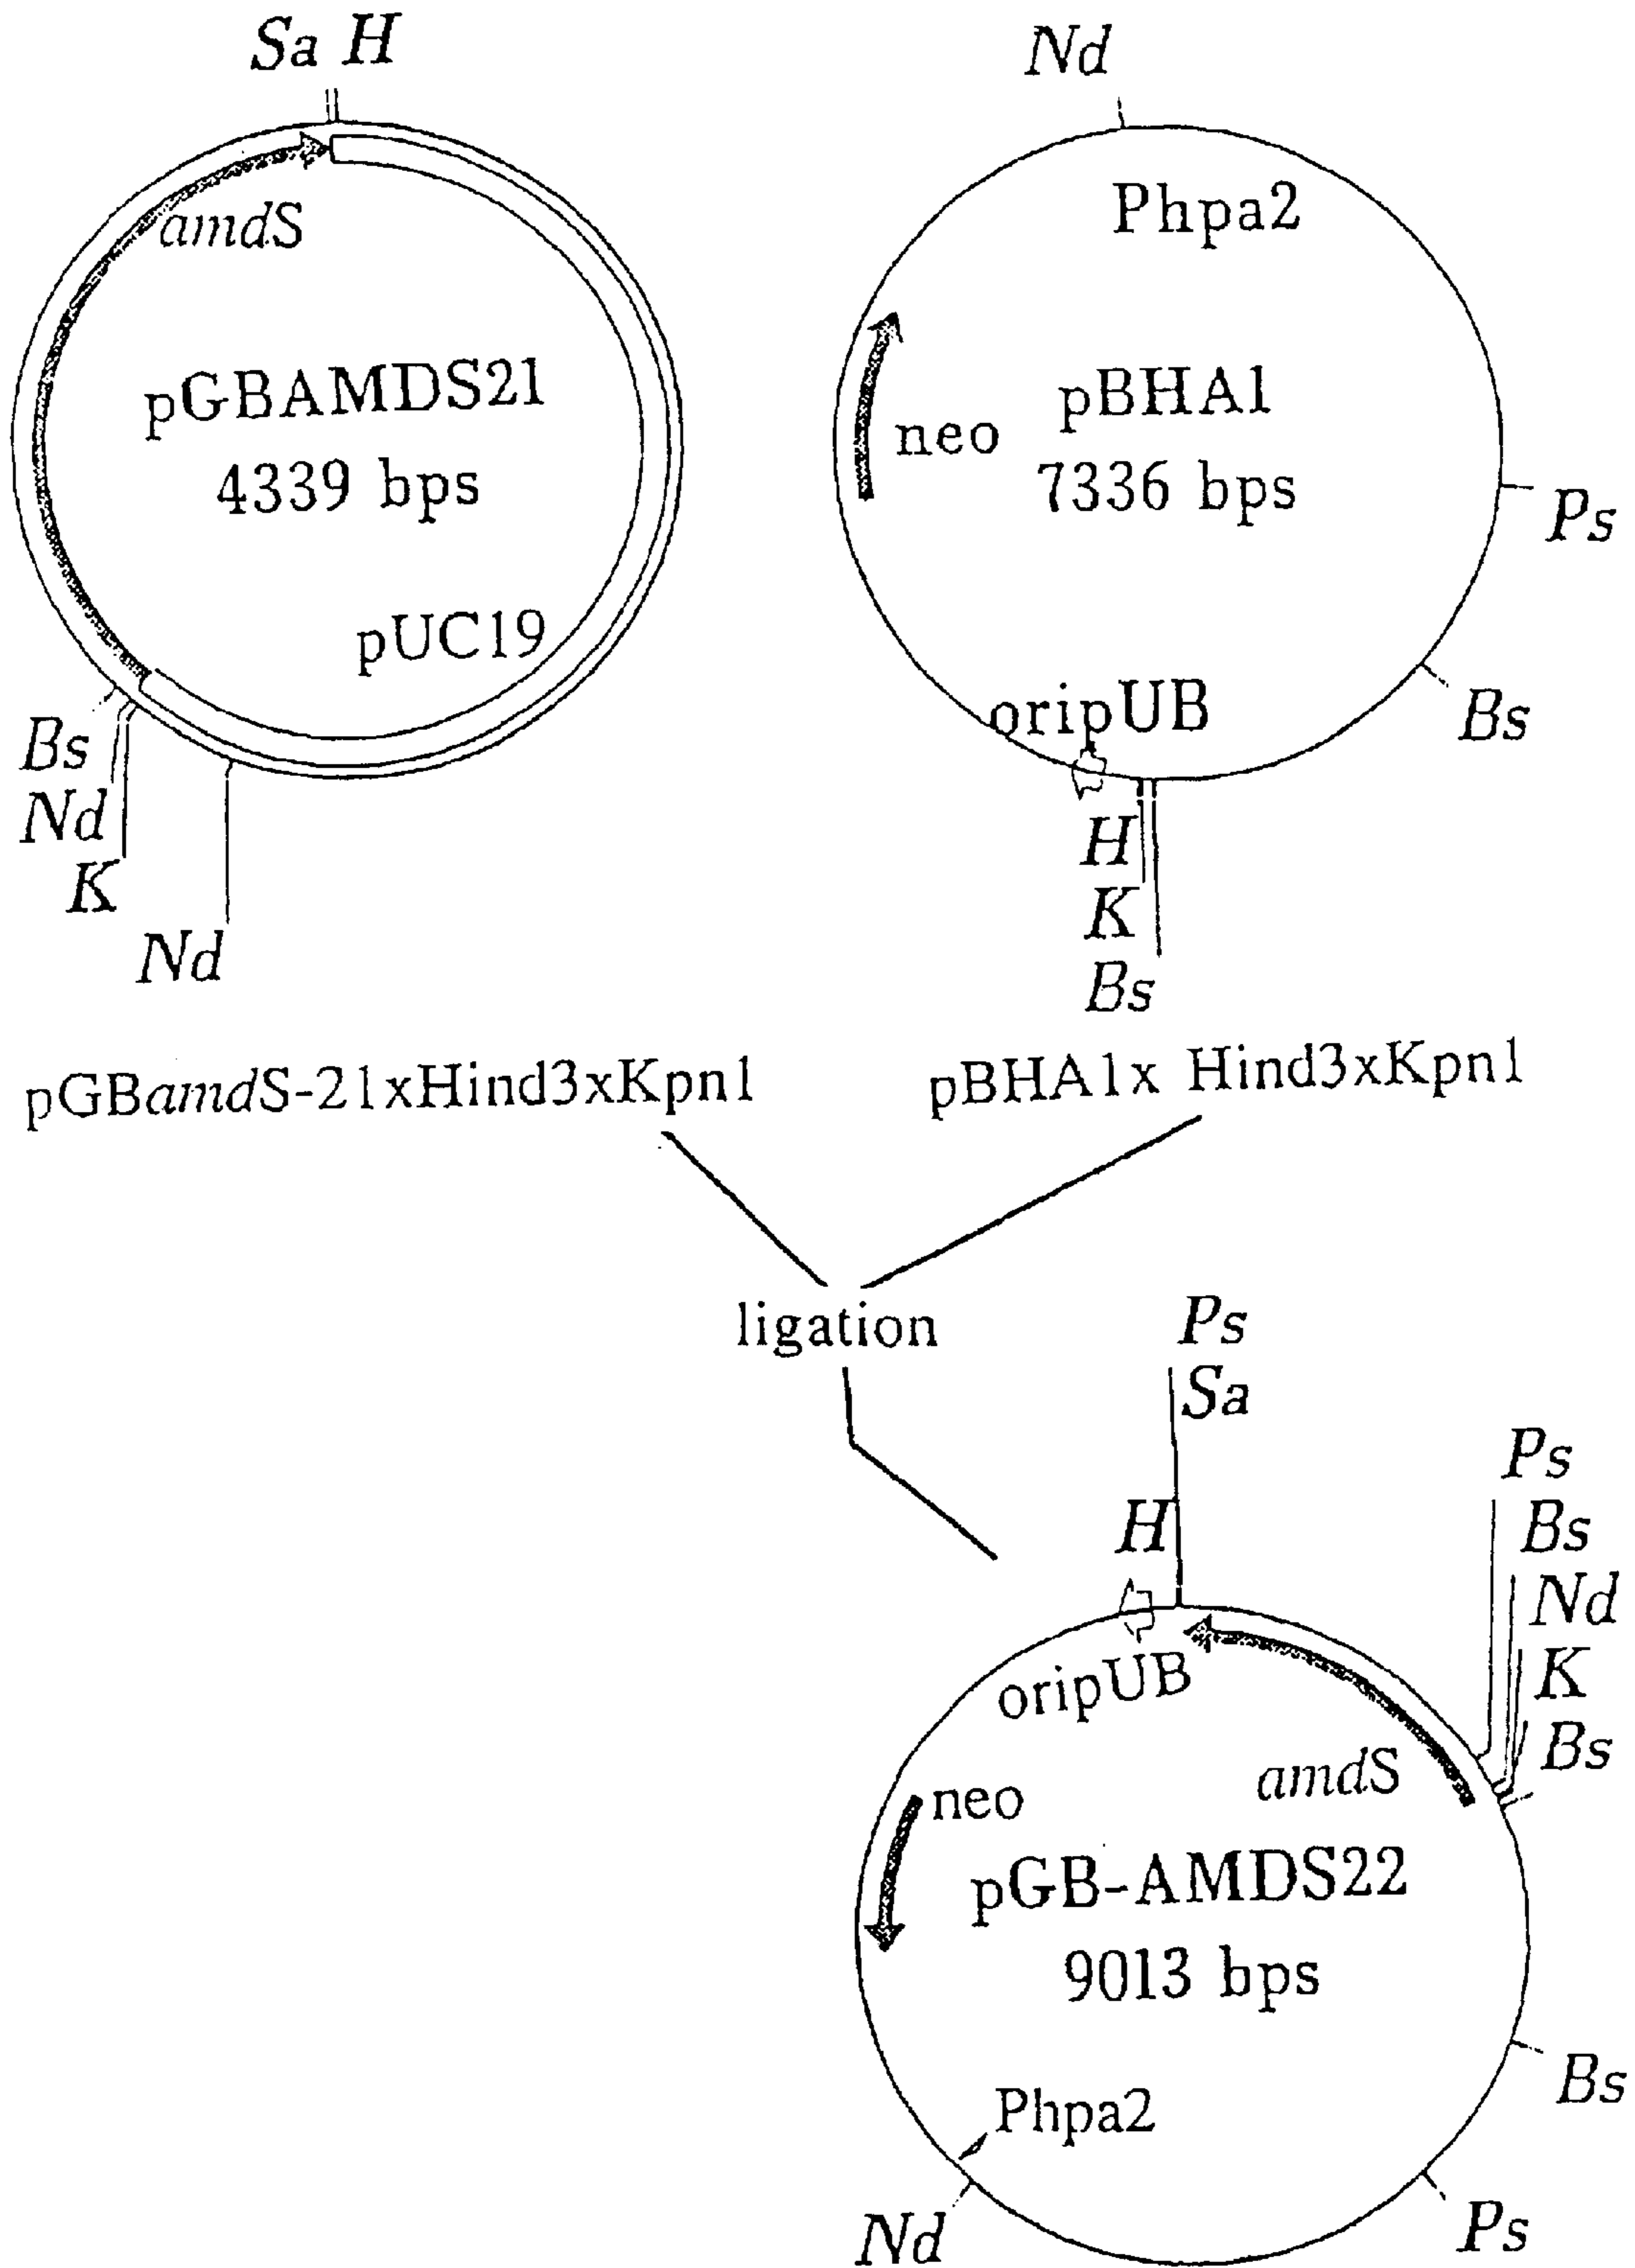 Sa H
amdS
pGBAMDS21
4339 bps
pUC19
Bs
Nd
K
Nd
Nd
Phpa2
pBHA1
neo
7336 bps
Ps
oripUB
Bs
H
K
Bs
pGBamdS-21xHind3xKpn1
pBHA1x Hind3xKpn1
ligation
Ps
Sa
H
Ps
Bs
Nd
K
Bs
oripUB
amdS
neo
pGB-AMDS22
9013 bps
Bs
Phpa2
Nd
Ps